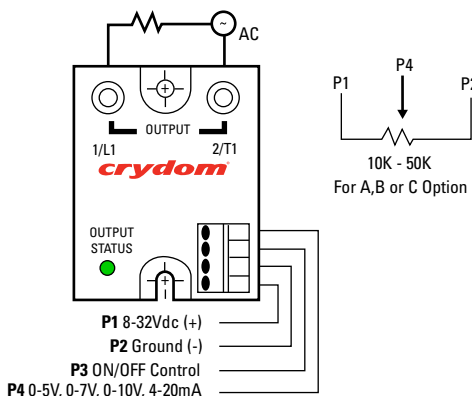 ~
AC
1/L1
OUTPUT
2/T1
crydom
OUTPUT
STATUS
P1 8-32Vdc (+)
P2 Ground (-)
P3 ON/OFF Control
P4 0-5V, 0-7V, 0-10V, 4-20mA
P4
P1
P2
10K - 50K
For A,B or C Option